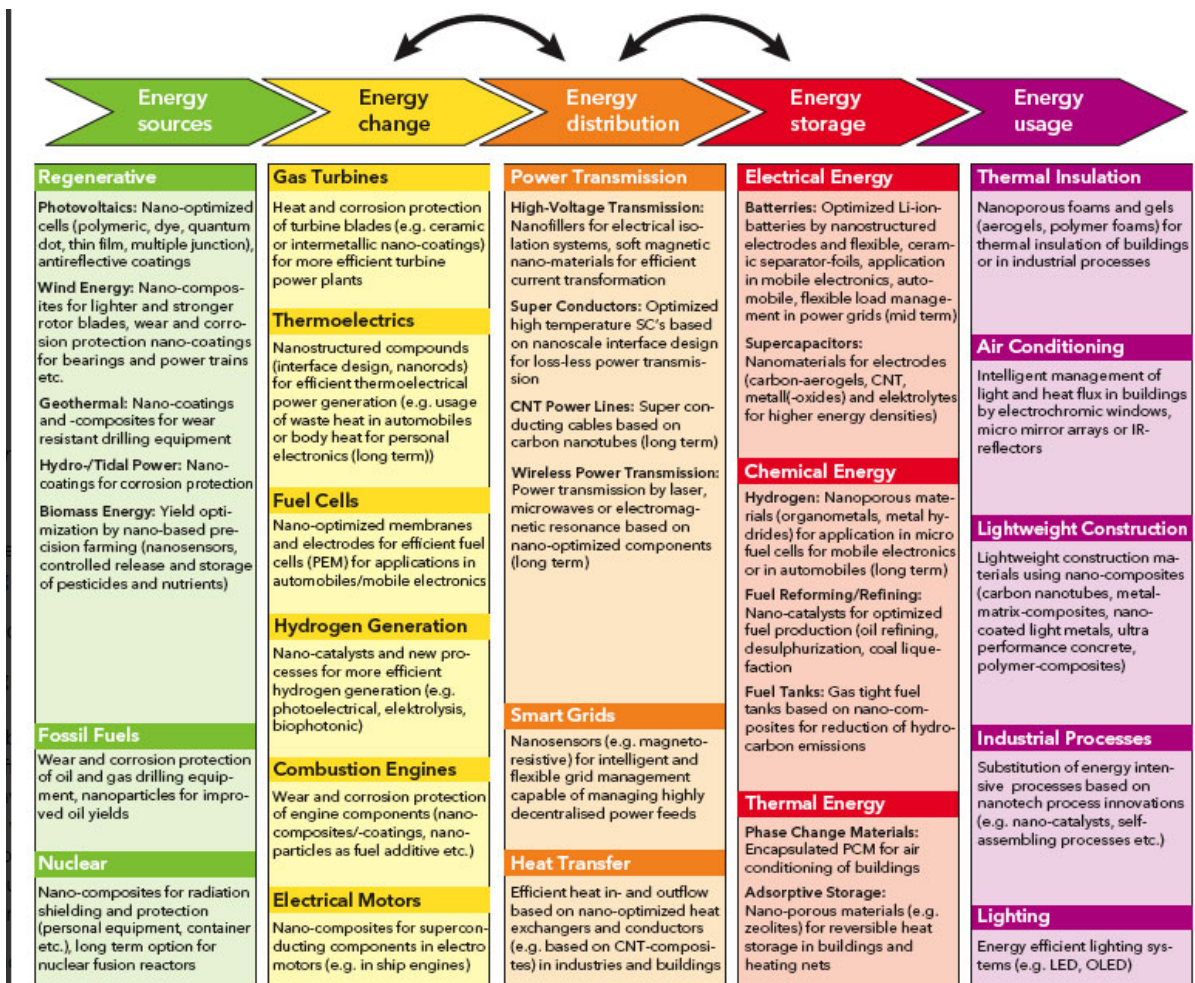 Energy
sources
Energy
change
Energy
distribution
Energy
storage
Energy
usage
Regenerative
Photovoltaics: Nano-optimized
cells (polymeric, dye, quantum
dot, thin film, multiple junction),
antireflective coatings
Wind Energy: Nano-compos-
ites for lighter and stronger
rotor blades, wear and corro-
sion protection nano-coatings
for bearings and power trains
etc.
Geothermal: Nano-coatings
and -composites for wear
resistant drilling equipment
Hydro-/Tidal Power: Nano-
coatings for corrosion protection
Biomass Energy: Yield opti-
mization by nano-based pre-
cision farming (nanosensors,
controlled release and storage
of pesticides and nutrients)
Fossil Fuels
Wear and corrosion protection
of oil and gas drilling equip-
ment, nanoparticles for impro-
ved oil yields
Nuclear
Nano-composites for radiation
shielding and protection
(personal equipment, container
etc.), long term option for
nuclear fusion reactors
Gas Turbines
Heat and corrosion protection
of turbine blades (e.g. ceramic
or intermetallic nano-coatings)
for more efficient turbine
power plants
Thermoelectrics
Nanostructured compounds
(interface design, nanorods)
for efficient thermoelectrical
power generation (e.g. usage
of waste heat in automobiles
or body heat for personal
electronics (long term))
Fuel Cells
Nano-optimized membranes
and electrodes for efficient fuel
cells (PEM) for applications in
automobiles/mobile electronics
Hydrogen Generation
Nano-catalysts and new pro-
cesses for more efficient
hydrogen generation (e.g.
photoelectrical, elektrolysis,
biophotonic)
Combustion Engines
Wear and corrosion protection
of engine components (nano-
composites/-coatings, nano-
particles as fuel additive etc.)
Electrical Motors
Nano-composites for supercon-
ducting components in electro
motors (e.g. in ship engines)
Power Transmission
High-Voltage Transmission:
Nanofillers for electrical iso-
lation systems, soft magnetic
nano-materials for efficient
current transformation
Super Conductors: Optimized
high temperature SC's based
on nanoscale interface design
for loss-less power transmis-
sion
CNT Power Lines: Super con-
ducting cables based on
carbon nanotubes (long term)
Wireless Power Transmission:
Power transmission by laser,
microwaves or electromag-
netic resonance based on
nano-optimized components
(long term)
Smart Grids
Nanosensors (e.g. magneto-
resistive) for intelligent and
flexible grid management
capable of managing highly
decentralised power feeds
Heat Transfer
Efficient heat in- and outflow
based on nano-optimized heat
exchangers and conductors
(e.g. based on CNT-composi-
tes) in industries and buildings
Electrical Energy
Batterries: Optimized Li-ion-
batteries by nanostructured
electrodes and flexible, ceram-
ic separator-foils, application
in mobile electronics, auto-
mobile, flexible load manage-
ment in power grids (mid term)
Supercapacitors:
Nanomaterials for electrodes
(carbon-aerogels, CNT,
metall(-oxides) and elektrolytes
for higher energy densities)
Chemical Energy
Hydrogen: Nanoporous mate-
rials (organometals, metal hy-
drides) for application in micro
fuel cells for mobile electronics
or in automobiles (long term)
Fuel Reforming/Refining:
Nano-catalysts for optimized
fuel production (oil refining,
desulphurization, coal lique-
faction
Fuel Tanks: Gas tight fuel
tanks based on nano-com-
posites for reduction of hydro-
carbon emissions
Thermal Energy
Phase Change Materials:
Encapsulated PCM for air
conditioning of buildings
Adsorptive Storage:
Nano-porous materials (e.g.
zeolites) for reversible heat
storage in buildings and
heating nets
Thermal Insulation
Nanoporous foams and gels
(aerogels, polymer foams) for
thermal insulation of buildings
or in industrial processes
Air Conditioning
Intelligent management of
light and heat flux in buildings
by electrochromic windows,
micro mirror arrays or IR-
reflectors
Lightweight Construction
Lightweight construction ma-
terials using nano-composites
(carbon nanotubes, metal-
matrix-composites, nano-
coated light metals, ultra
performance concrete,
polymer-composites)
Industrial Processes
Substitution of energy inten-
sive processes based on
nanotech process innovations
(e.g. nano-catalysts, self-
assembling processes etc.)
Lighting
Energy efficient lighting sys-
tems (e.g. LED, OLED)